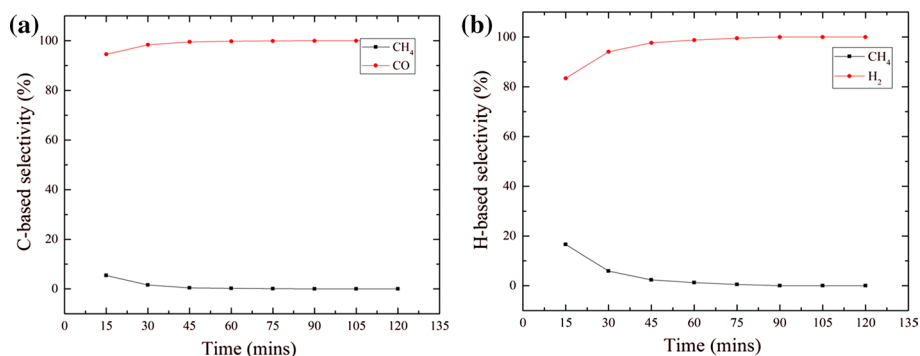 (a)
C-based selectivity (%)
100
80
60
40
20
0
CH4
CO
0 15 30 45 60 75 90 105 120 135
Time (mins)
(b)
H-based selectivity (%)
100
80
60
40
20
0
CH4
H2
0 15 30 45 60 75 90 105 120 135
Time (mins)